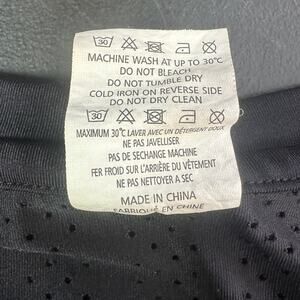 30
MACHINE WASH AT UP TO 30°C
DO NOT BLEACH
DO NOT TUMBLE DRY
COLD IRON ON REVERSE SIDE
DO NOT DRY CLEAN
30
MAXIMUM 30°C LAVER AVEC UN DÉTERGENT DOUX
NE PAS JAVELLISER
PAS DE SECHANGE MACHINE
FER FROID SUR L'ARRIÈRE DU VÊTEMENT
NE PAS NETTOYER A SEC
MADE IN CHINA
FABRIQUÉ EN CHINE